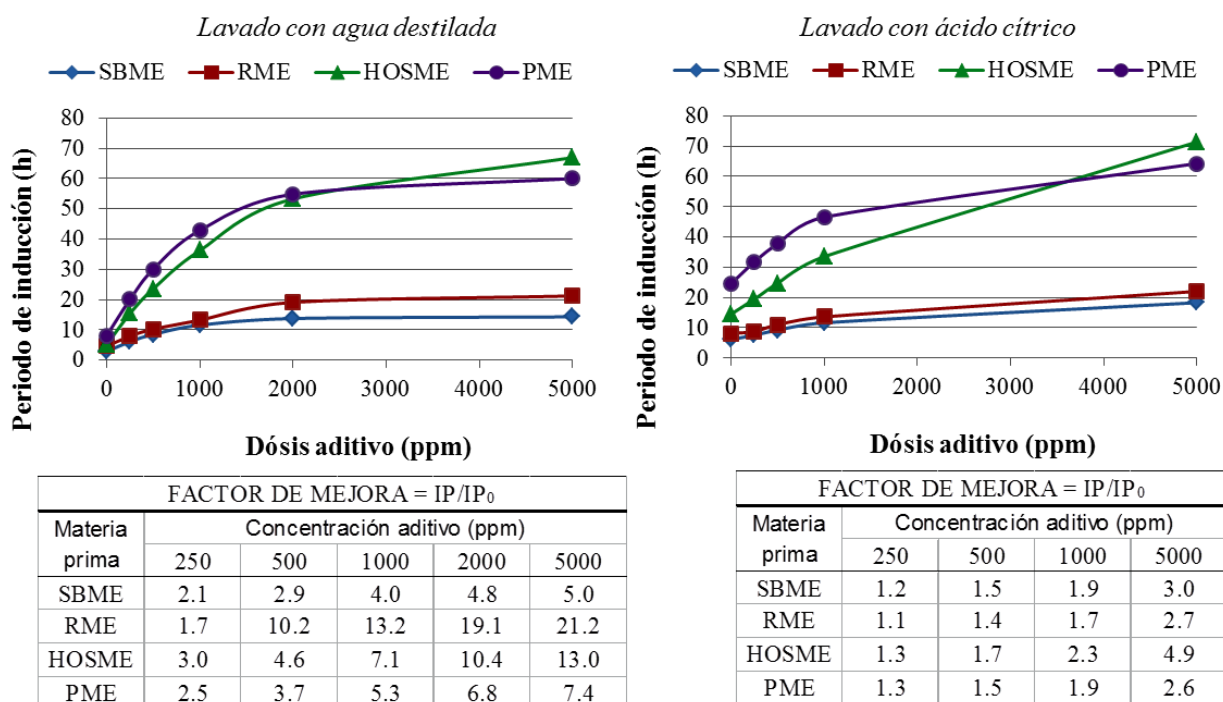 Lavado con agua destilada
SBME RME HOSME PME
Periodo de inducción (h)
80
70
60
50
40
30
20
10
0
0 1000 2000 3000 4000 5000
Dósis aditivo (ppm)
FACTOR DE MEJORA = IP/IP₀
Materia prima Concentración aditivo (ppm)
250 500 1000 2000 5000
SBME 2.1 2.9 4.0 4.8 5.0
RME 1.7 10.2 13.2 19.1 21.2
HOSME 3.0 4.6 7.1 10.4 13.0
PME 2.5 3.7 5.3 6.8 7.4
Lavado con ácido cítrico
SBME RME HOSME PME
Periodo de inducción (h)
80
70
60
50
40
30
20
10
0
0 1000 2000 3000 4000 5000
Dósis aditivo (ppm)
FACTOR DE MEJORA = IP/IP₀
Materia prima Concentración aditivo (ppm)
250 500 1000 5000
SBME 1.2 1.5 1.9 3.0
RME 1.1 1.4 1.7 2.7
HOSME 1.3 1.7 2.3 4.9
PME 1.3 1.5 1.9 2.6